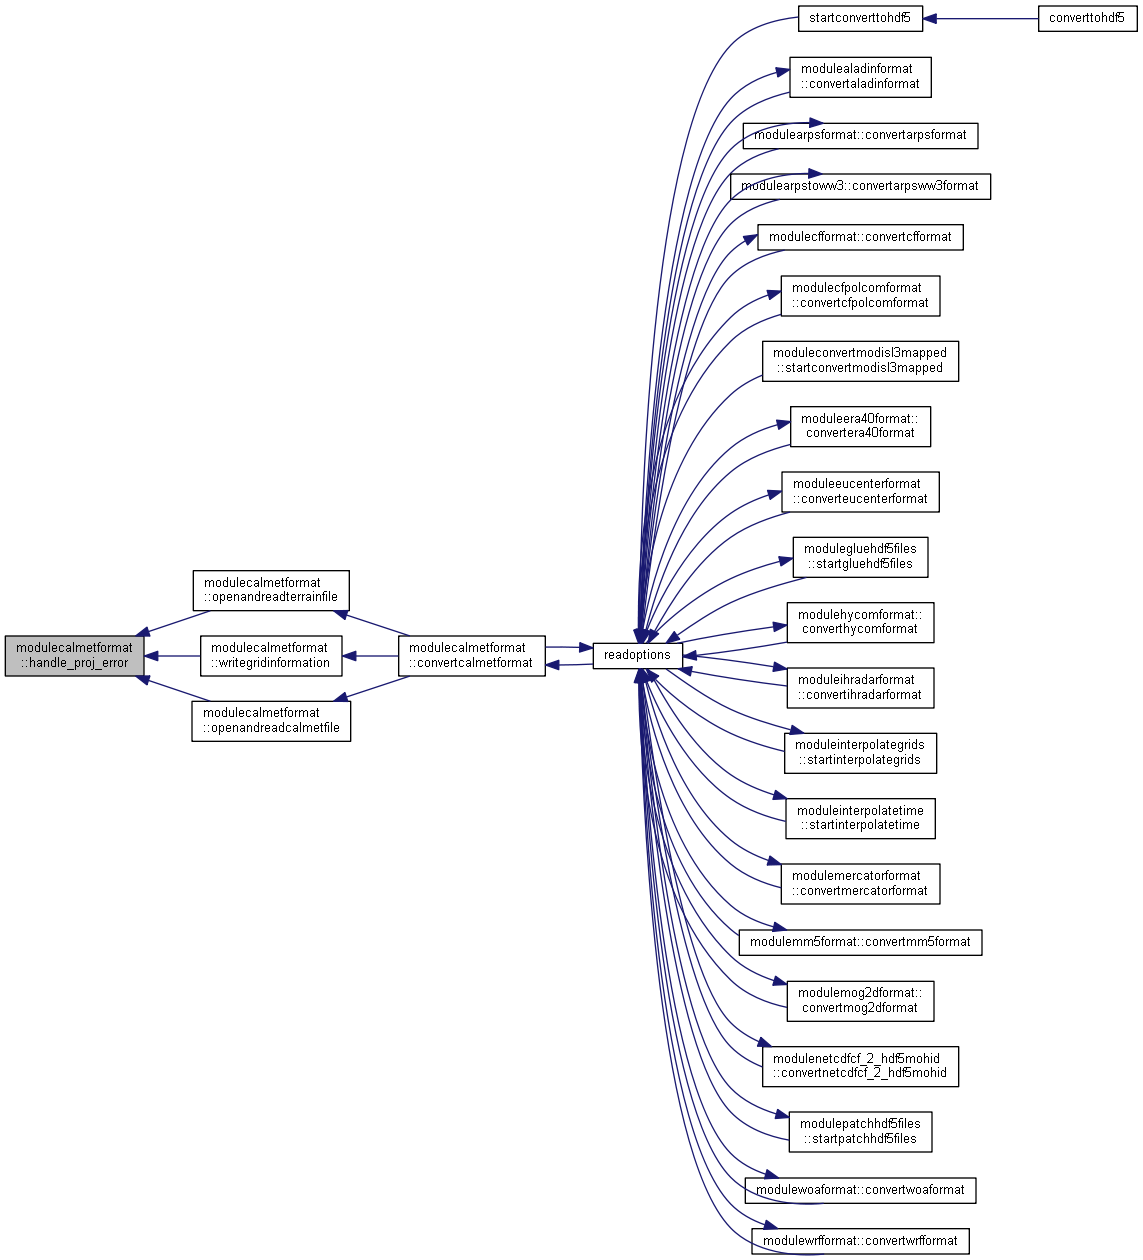 startconverttohdf5
converttohdf5
modulealadinformat
::convertaladinformat
modulearpsformat::convertarpsformat
modulearpstoww3::convertarpsww3format
modulecfformat::convertcfformat
modulecfpolcomformat
::convertcfpolcomformat
moduleconvertmodisl3mapped
::startconvertmodisl3mapped
moduleera40format::
convertera40format
moduleeucenterformat
::converteucenterformat
modulegluehdf5files
::startgluehdf5files
modulecalmetformat
::openandreadterrainfile
modulecalmetformat
::handle_proj_error
modulecalmetformat
::writegridinformation
modulecalmetformat
::convertcalmetformat
readoptions
modulehycomformat::
converthycomformat
moduleihradarformat
::convertihradarformat
modulecalmetformat
::openandreadcalmetfile
moduleinterpolategrids
::startinterpolategrids
moduleinterpolatetime
::startinterpolatetime
modulemercatorformat
::convertmercatorformat
modulemm5format::convertmm5format
modulemog2dformat::
convertmog2dformat
modulenetcdfcf_2_hdf5mohid
::convertnetcdfcf_2_hdf5mohid
modulepatchhdf5files
::startpatchhdf5files
modulewoaformat::convertwoaformat
modulewrfformat::convertwrfformat